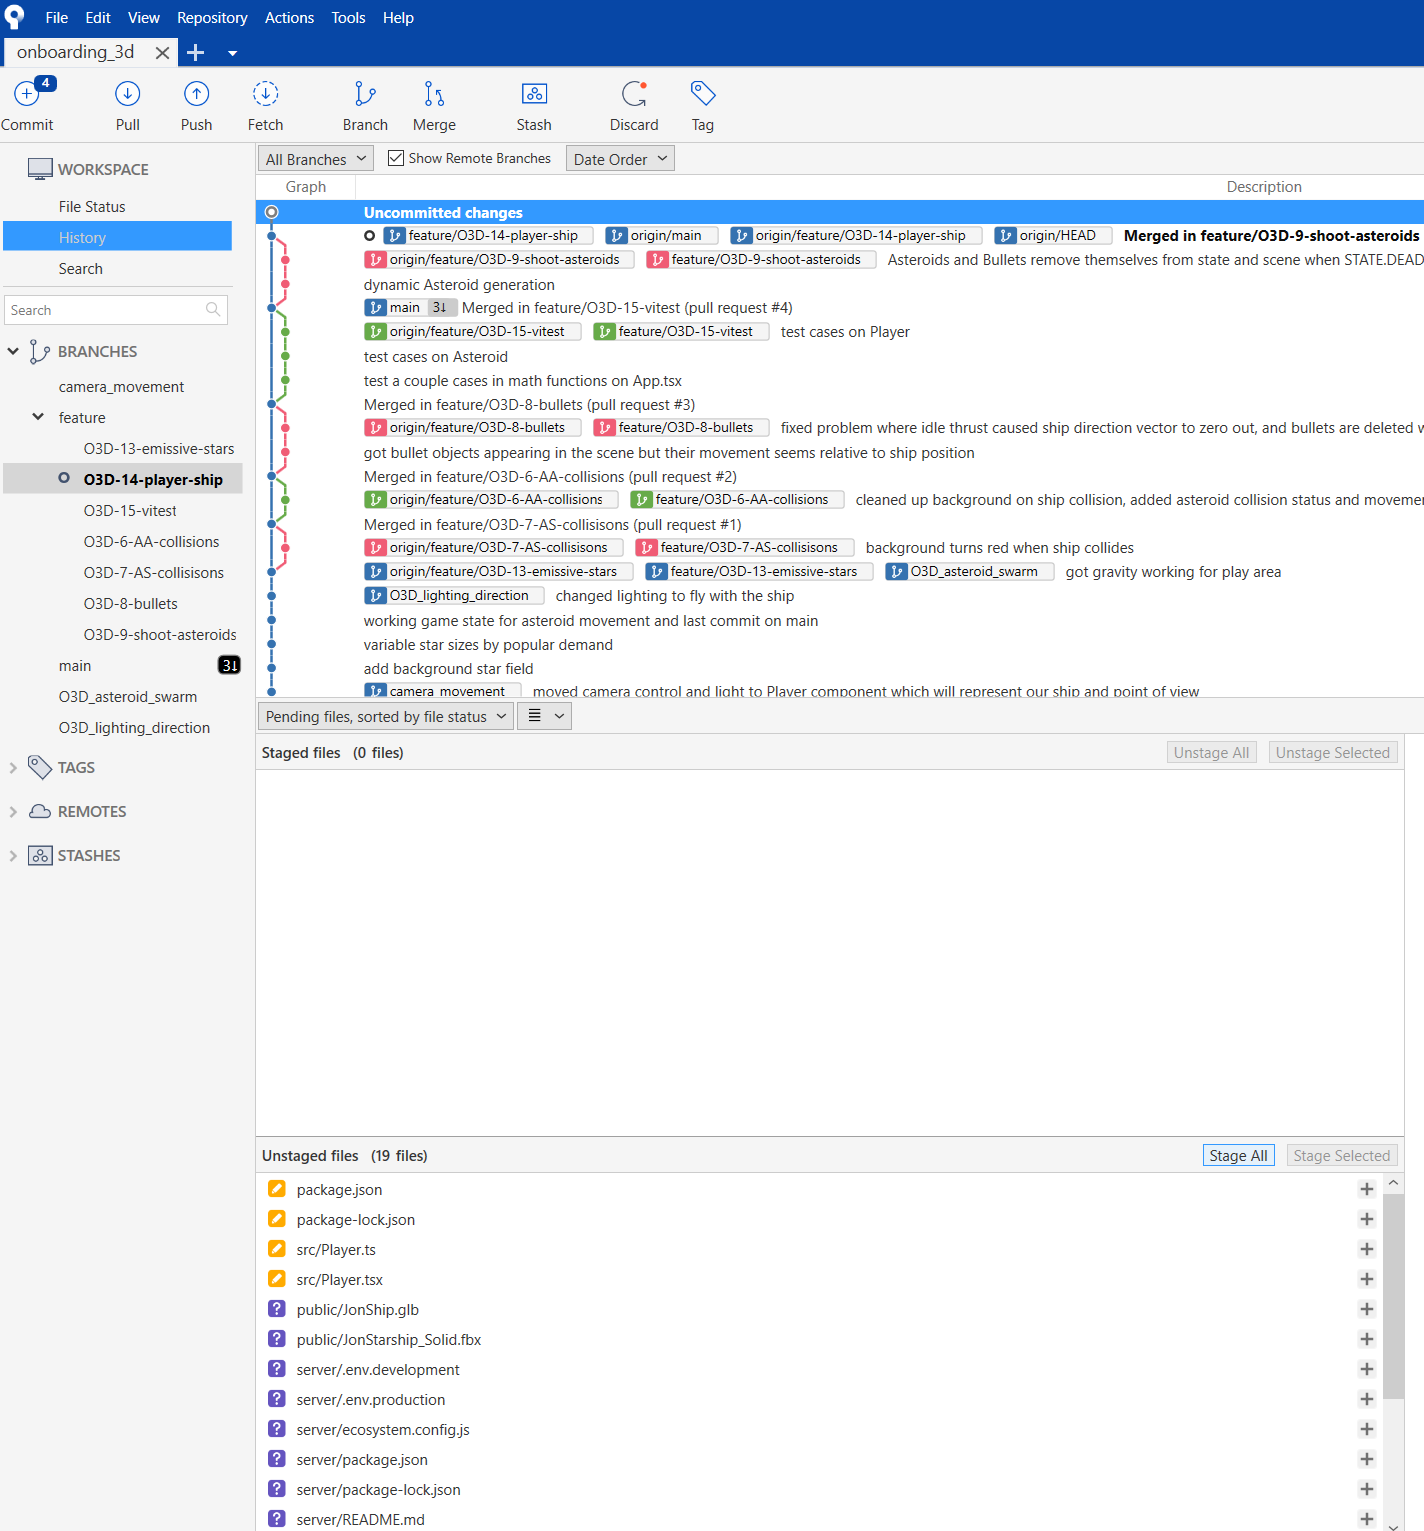 File Edit View Repository Actions Tools Help
onboarding_3d
4
Commit Pull Push Fetch Branch Merge Stash Discard Tag
WORKSPACE
File Status
History
Search
Search
BRANCHES
camera_movement
feature
O3D-13-emissive-stars
O3D-14-player-ship
O3D-15-vitest
O3D-6-AA-collisions
O3D-7-AS-collisisons
O3D-8-bullets
O3D-9-shoot-asteroids
main 3↓
O3D_asteroid_swarm
O3D_lighting_direction
TAGS
REMOTES
STASHES
All Branches Show Remote Branches Date Order
Graph Description
Uncommitted changes
feature/O3D-14-player-ship origin/main origin/feature/O3D-14-player-ship origin/HEAD Merged in feature/O3D-9-shoot-asteroids
origin/feature/O3D-9-shoot-asteroids feature/O3D-9-shoot-asteroids Asteroids and Bullets remove themselves from state and scene when STATE.DEAD
dynamic Asteroid generation
main 3↓ Merged in feature/O3D-15-vitest (pull request #4)
origin/feature/O3D-15-vitest feature/O3D-15-vitest test cases on Player
test cases on Asteroid
test a couple cases in math functions on App.tsx
Merged in feature/O3D-8-bullets (pull request #3)
origin/feature/O3D-8-bullets feature/O3D-8-bullets fixed problem where idle thrust caused ship direction vector to zero out, and bullets are deleted w
got bullet objects appearing in the scene but their movement seems relative to ship position
Merged in feature/O3D-6-AA-collisions (pull request #2)
origin/feature/O3D-6-AA-collisions feature/O3D-6-AA-collisions cleaned up background on ship collision, added asteroid collision status and moveme
Merged in feature/O3D-7-AS-collisisons (pull request #1)
origin/feature/O3D-7-AS-collisisons feature/O3D-7-AS-collisisons background turns red when ship collides
origin/feature/O3D-13-emissive-stars feature/O3D-13-emissive-stars O3D_asteroid_swarm got gravity working for play area
O3D_lighting_direction changed lighting to fly with the ship
working game state for asteroid movement and last commit on main
variable star sizes by popular demand
add background star field
camera_movement moved camera control and light to Player component which will represent our ship and point of view
Pending files, sorted by file status
Staged files (0 files) Unstage All Unstage Selected
Unstaged files (19 files) Stage All Stage Selected
package.json
package-lock.json
src/Player.ts
src/Player.tsx
public/JonShip.glb
public/JonStarship_Solid.fbx
server/.env.development
server/.env.production
server/ecosystem.config.js
server/package.json
server/package-lock.json
server/README.md